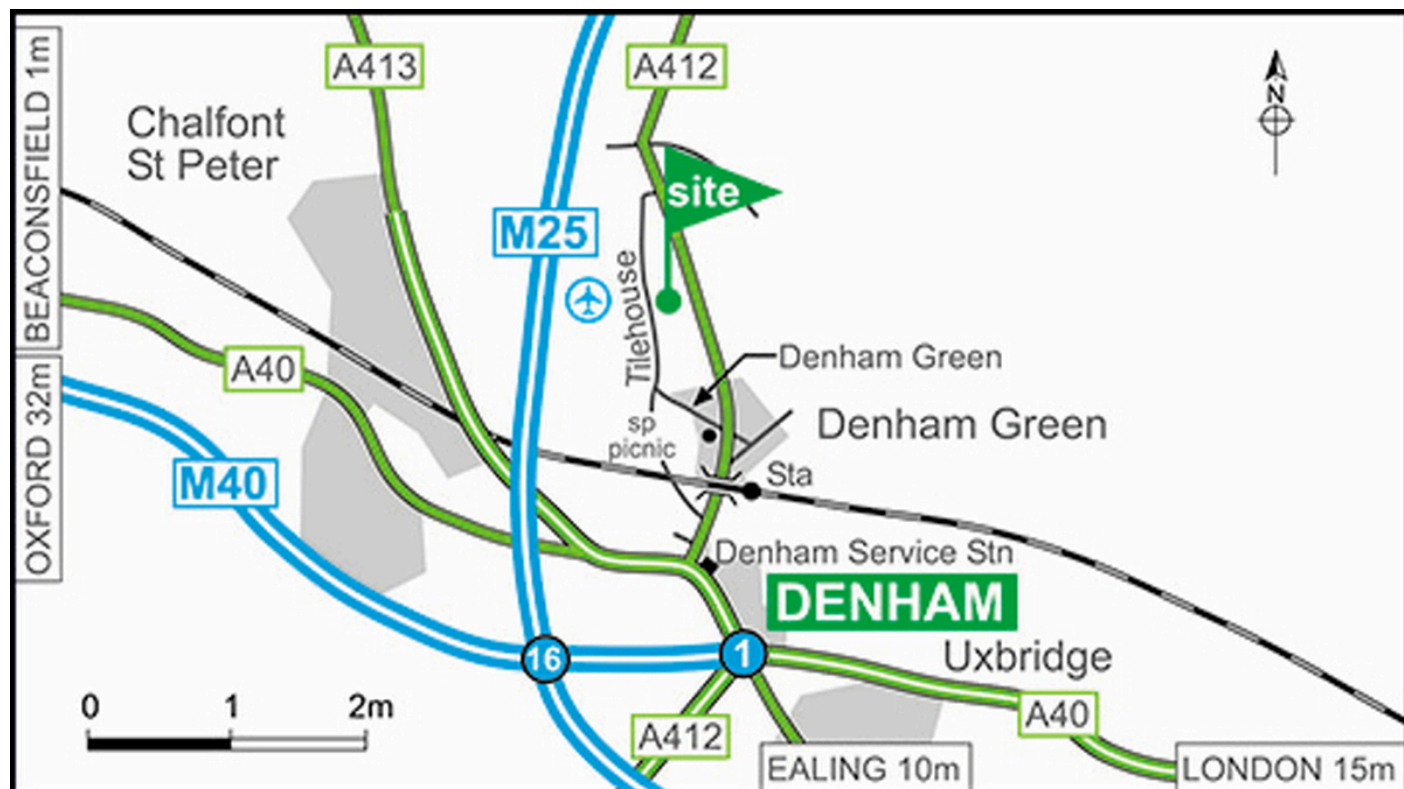 A413
A412
BEACONSFIELD 1m
N
Chalfont
St Peter
site
M25
Tilehouse
Denham Green
A40
sp
picnic
Denham Green
OXFORD 32m
M40
Sta
Denham Service Stn
DENHAM
16
1
Uxbridge
0 1 2m
A412
A40
EALING 10m
LONDON 15m